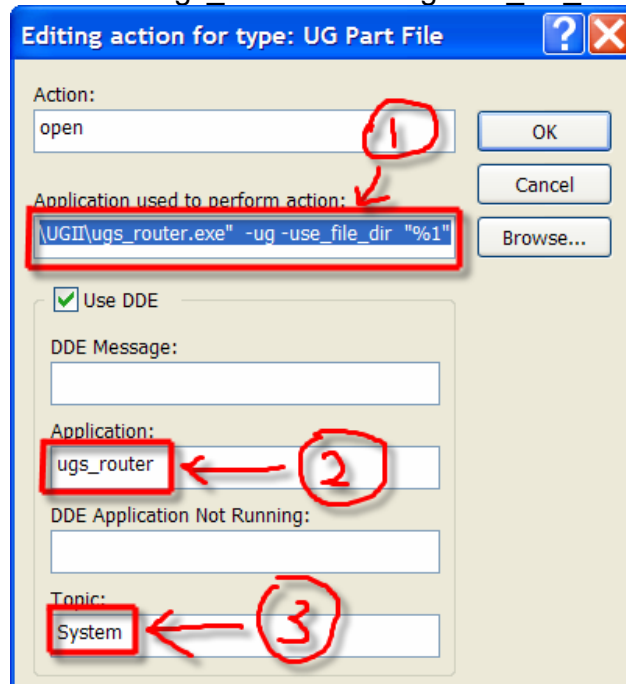 Editing action for type: UG Part File
Action:
open
1
OK
Application used to perform action:
Cancel
\UGII\ugs_router.exe" -ug -use_file_dir "%1"
Browse...
Use DDE
DDE Message:
Application:
ugs_router
2
DDE Application Not Running:
Topic:
System
3